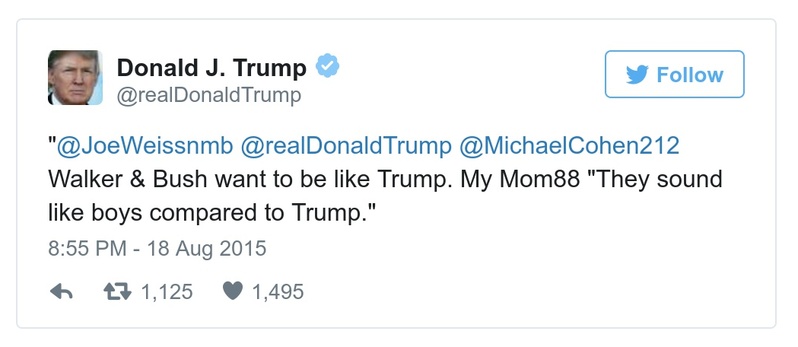 Donald J. Trump
@realDonaldTrump
Follow
"@JoeWeissnmb @realDonaldTrump @MichaelCohen212
Walker & Bush want to be like Trump. My Mom88 "They sound
like boys compared to Trump."
8:55 PM - 18 Aug 2015
1,125 1,495